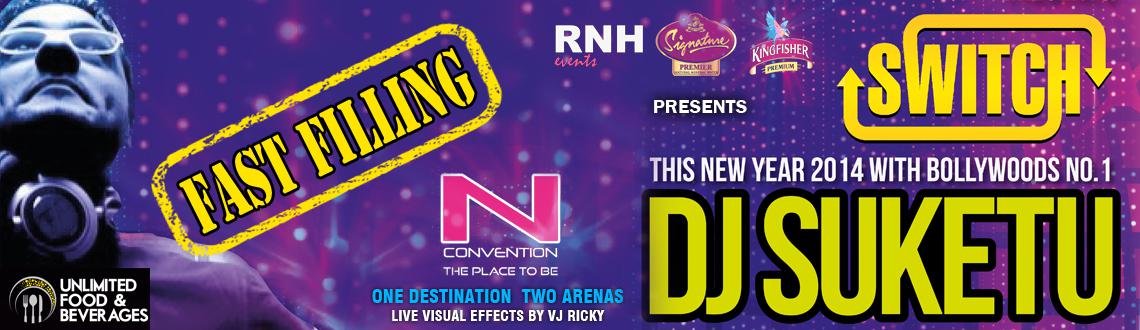 FAST FILLING
RNH
events
Signature
PREMIER
KINGFISHER
PREMIUM
PRESENTS
SWITCH
THIS NEW YEAR 2014 WITH BOLLYWOODS NO.1
DJ SUKETU
N
CONVENTION
THE PLACE TO BE
ONE DESTINATION TWO ARENAS
LIVE VISUAL EFFECTS BY VJ RICKY
UNLIMITED
FOOD &
BEVERAGES